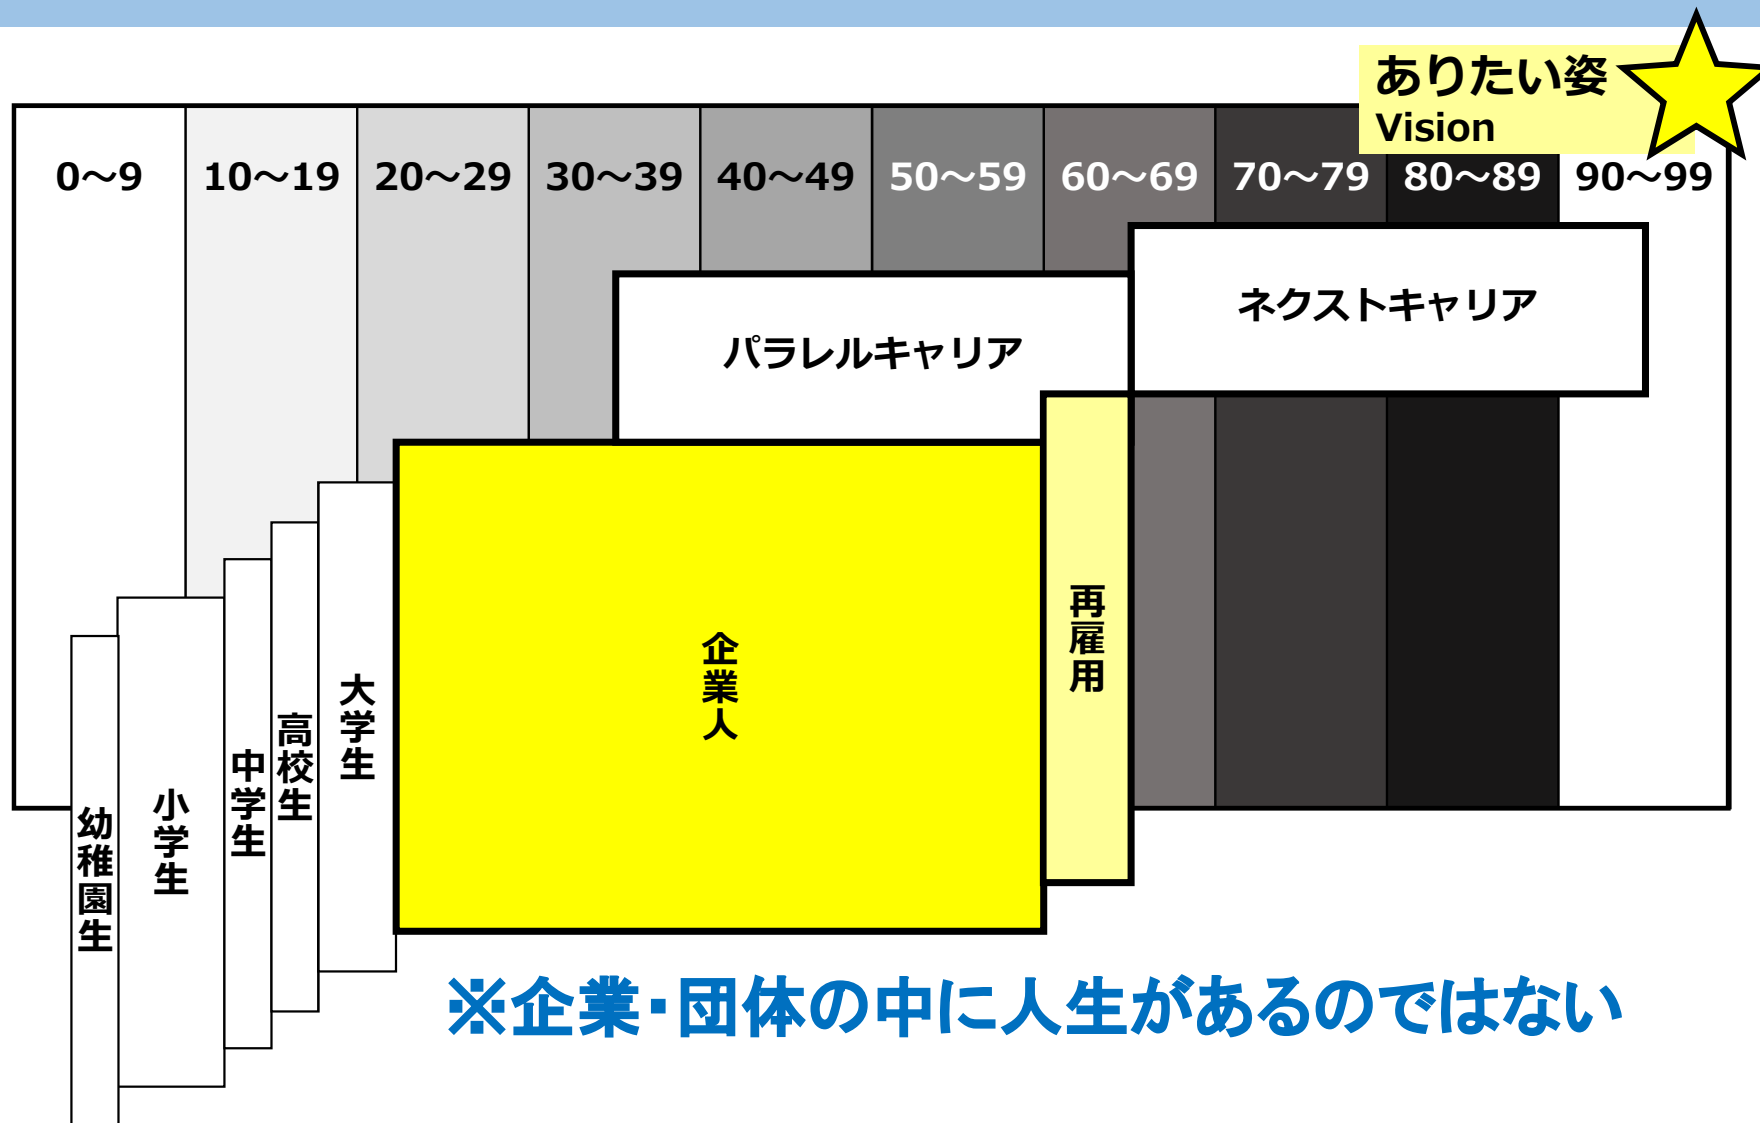 ありたい姿
Vision
0～9
10～19
20～29
30～39
40～49
50～59
60～69
70～79
80～89
90～99
ネクストキャリア
パラレルキャリア
再雇用
企業人
大学生
高校生
中学生
小学生
幼稚園生
※企業・団体の中に人生があるのではない